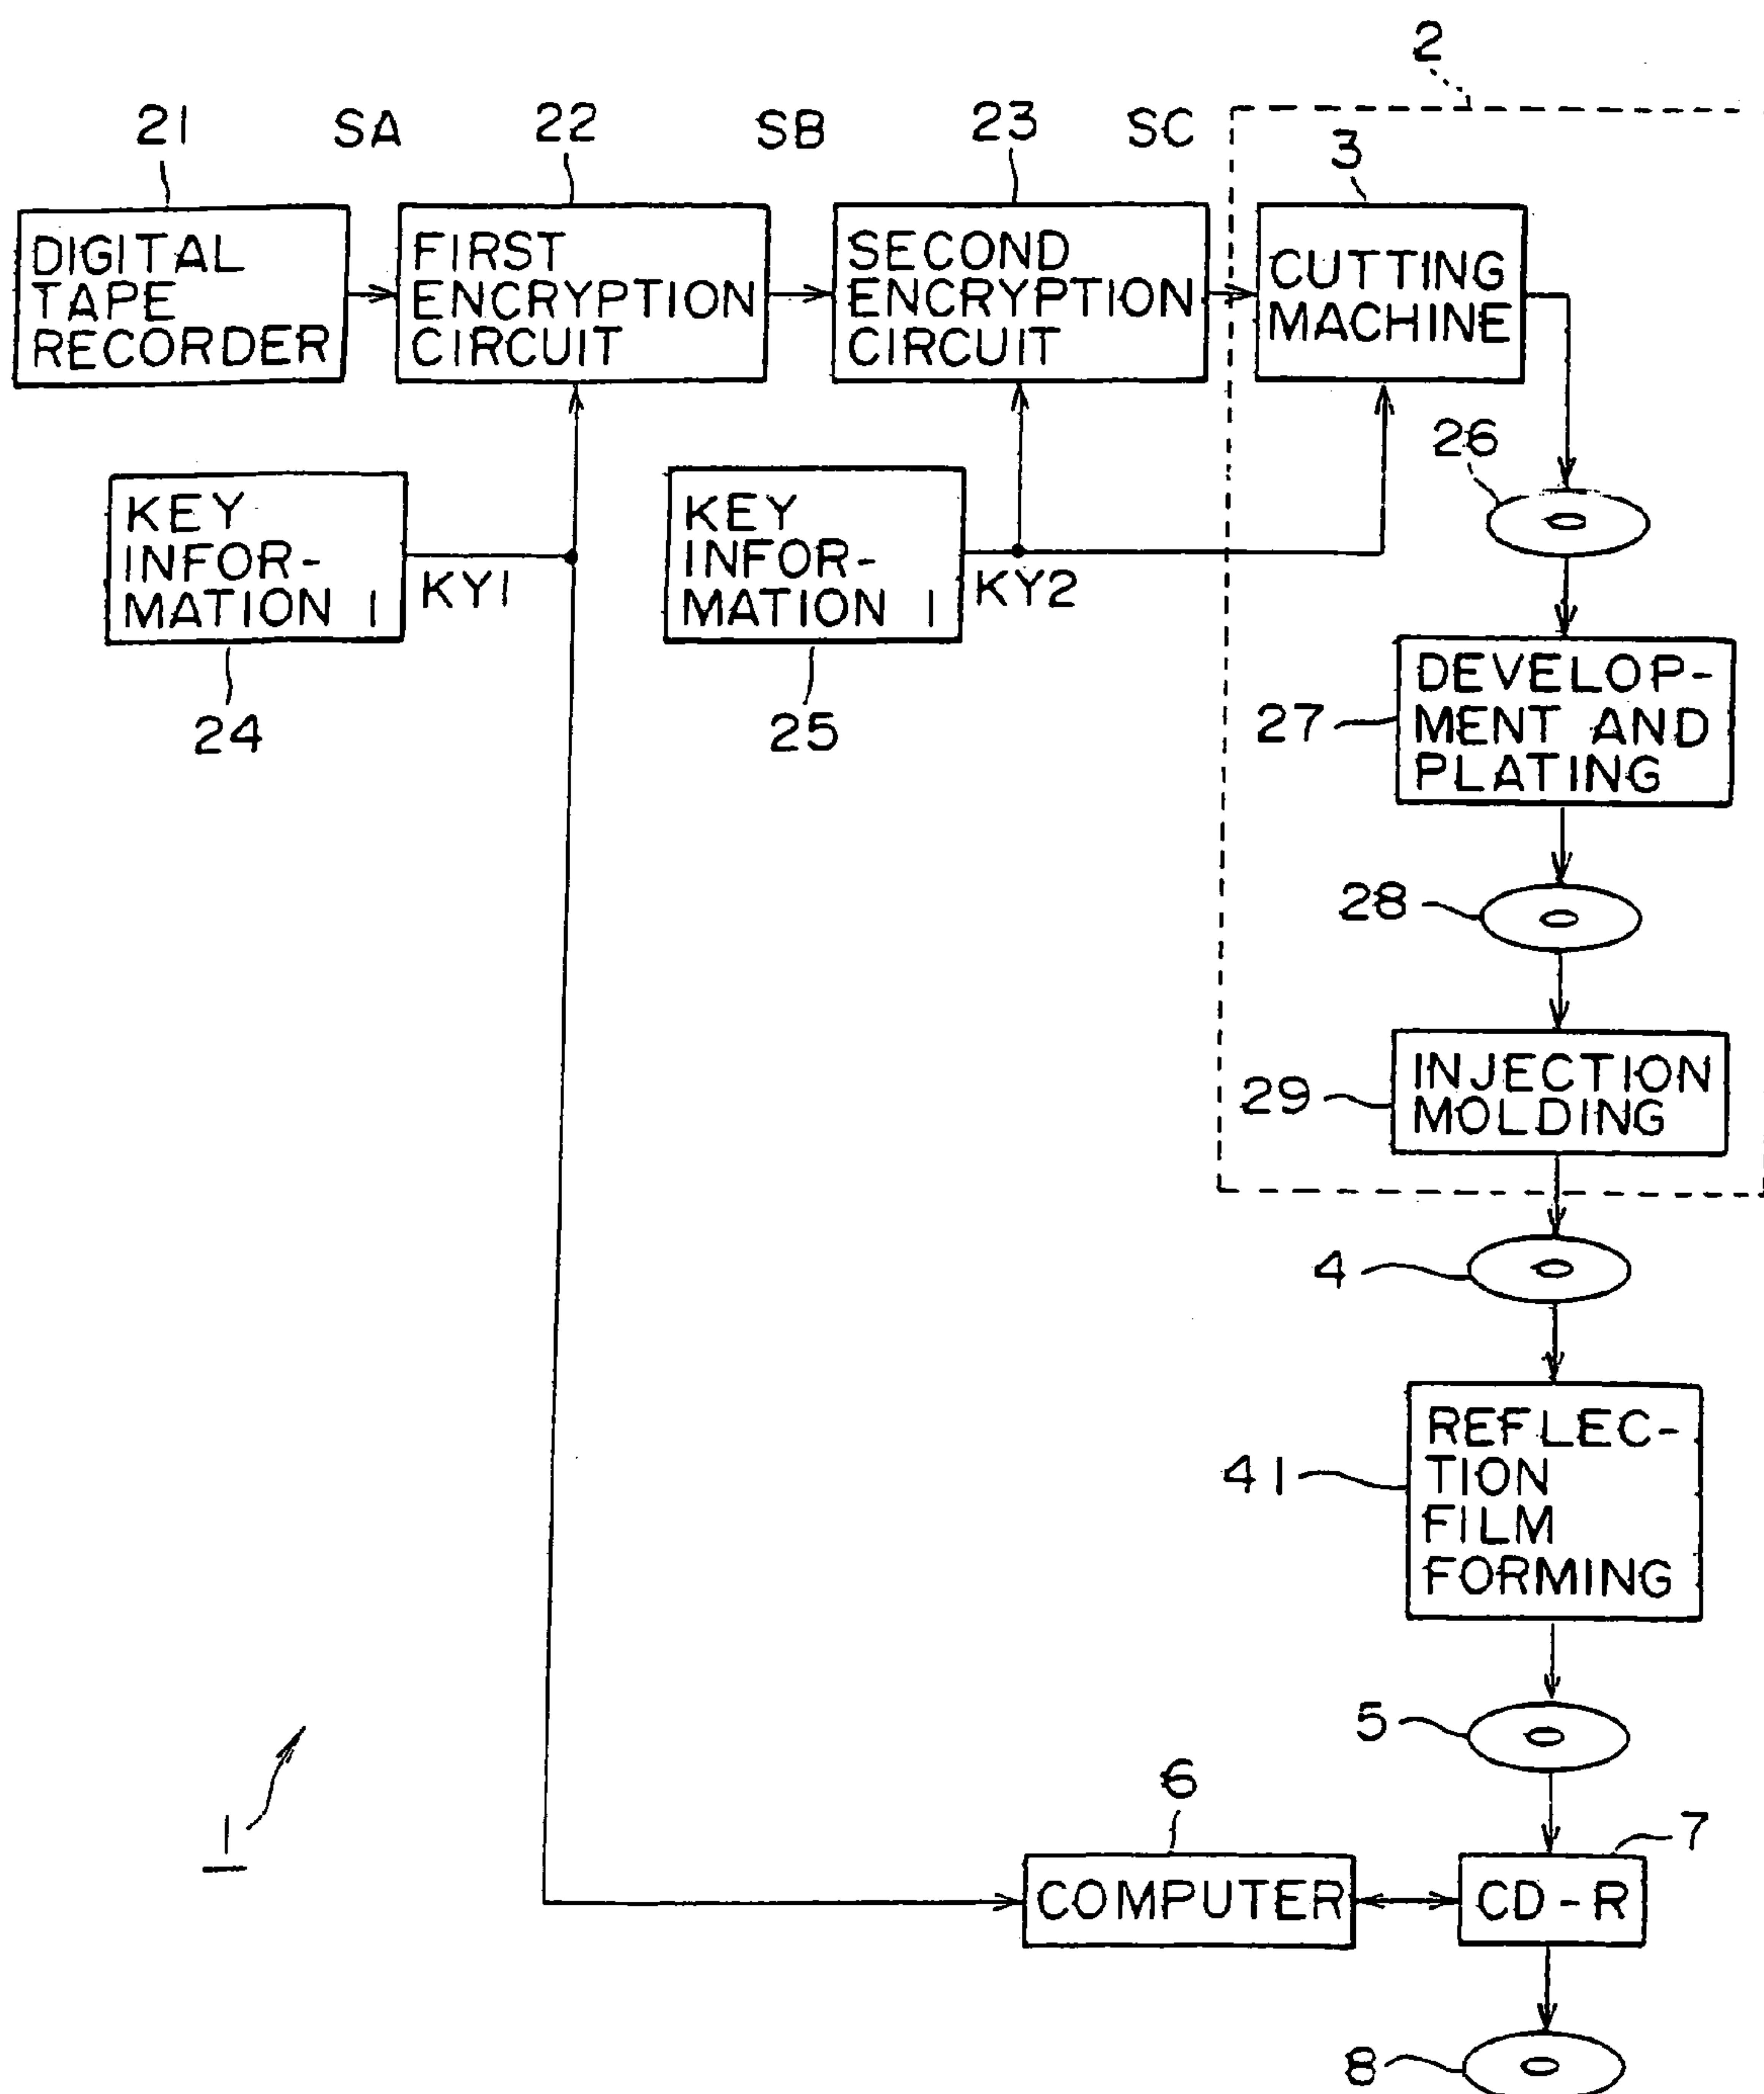 2
21 SA 22 SB 23 SC
3
DIGITAL
TAPE
RECORDER
FIRST
ENCRYPTION
CIRCUIT
SECOND
ENCRYPTION
CIRCUIT
CUTTING
MACHINE
26
KEY
INFOR-
MATION 1
KY1
KEY
INFOR-
MATION 1
KY2
24
25
27
DEVELOP-
MENT AND
PLATING
28
29
INJECTION
MOLDING
4
41
REFLEC-
TION
FILM
FORMING
5
1
6
7
COMPUTER
CD-R
8